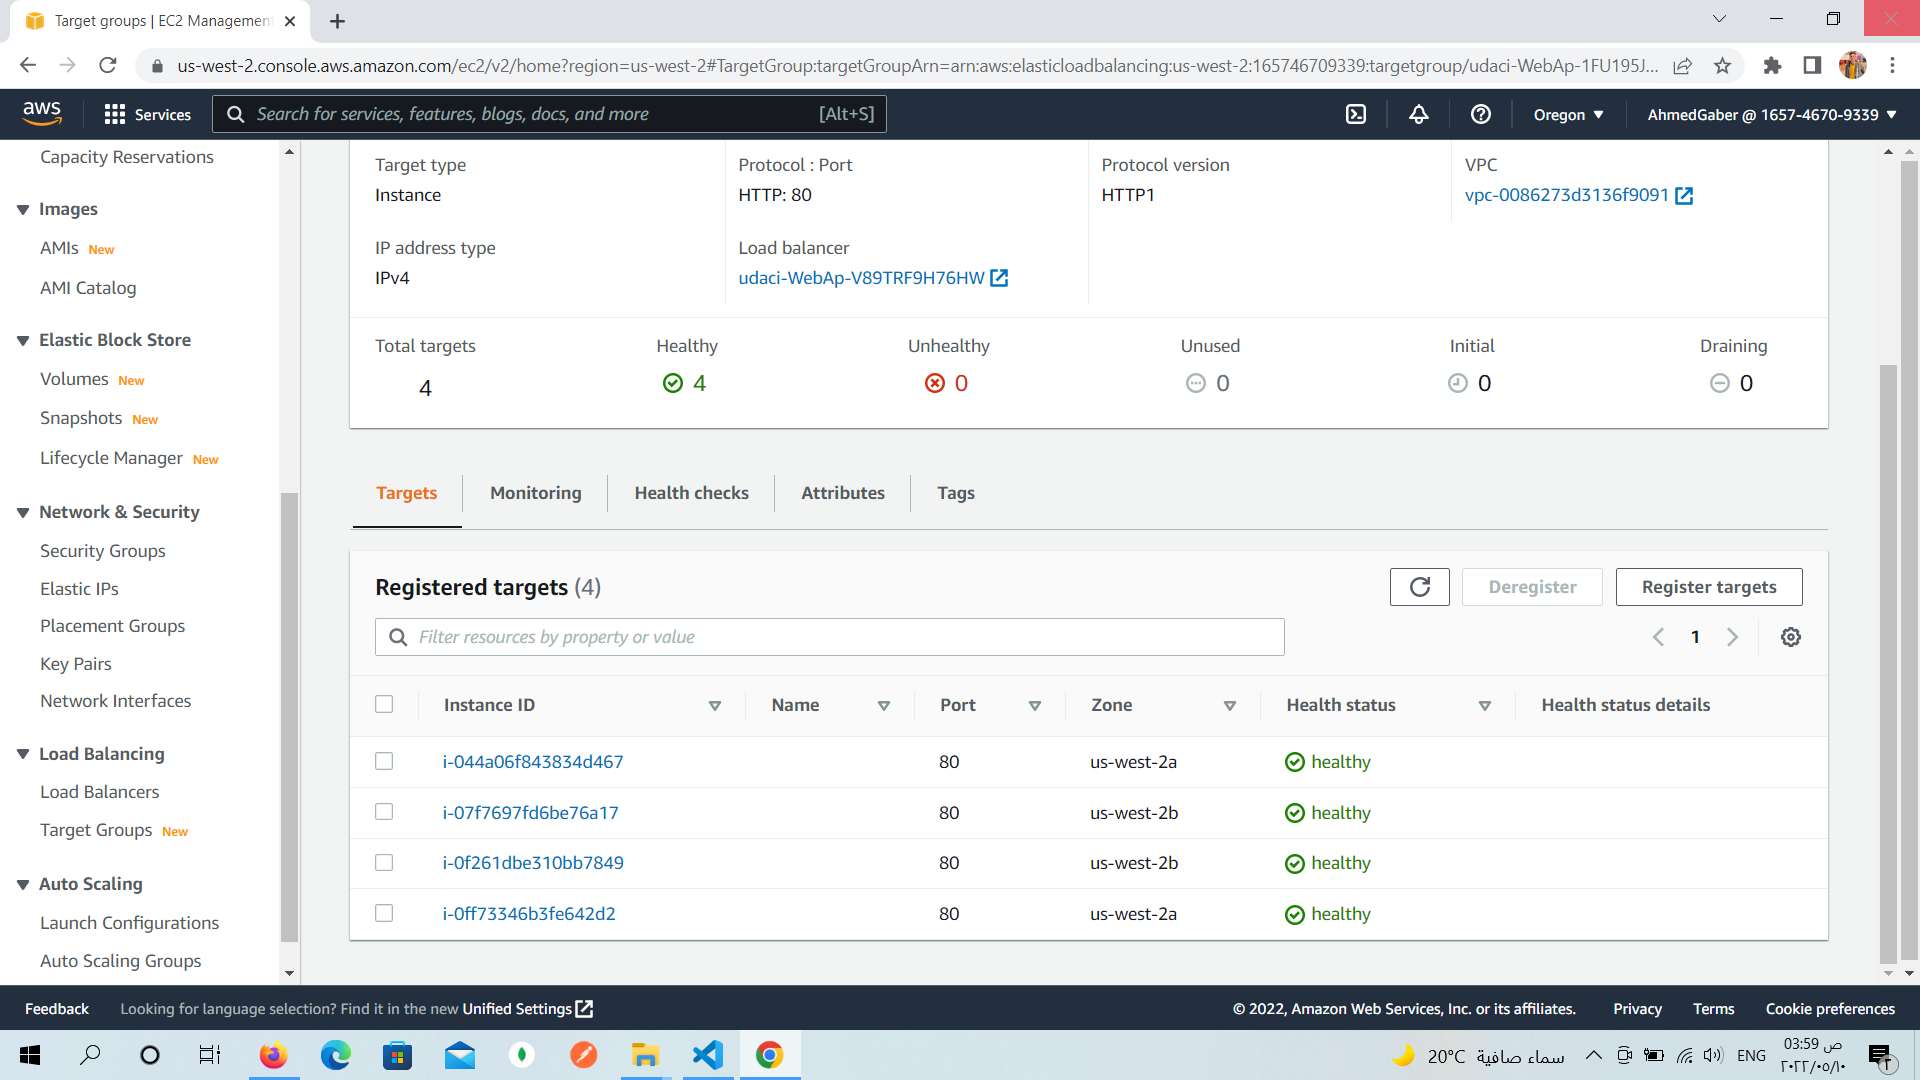 Target groups | EC2 Management
us-west-2.console.aws.amazon.com/ec2/v2/home?region=us-west-2#TargetGroup:targetGroupArn=arn:aws:elasticloadbalancing:us-west-2:165746709339:targetgroup/udaci-WebAp-1FU195J...
aws
Services
Search for services, features, blogs, docs, and more [Alt+S]
Oregon
AhmedGaber @ 1657-4670-9339
Capacity Reservations
Images
AMIs New
AMI Catalog
Elastic Block Store
Volumes New
Snapshots New
Lifecycle Manager New
Network & Security
Security Groups
Elastic IPs
Placement Groups
Key Pairs
Network Interfaces
Load Balancing
Load Balancers
Target Groups New
Auto Scaling
Launch Configurations
Auto Scaling Groups
Target type
Instance
Protocol : Port
HTTP: 80
Protocol version
HTTP1
VPC
vpc-0086273d3136f9091
IP address type
IPv4
Load balancer
udaci-WebAp-V89TRF9H76HW
Total targets
4
Healthy
4
Unhealthy
0
Unused
0
Initial
0
Draining
0
Targets Monitoring Health checks Attributes Tags
Registered targets (4)
Deregister
Register targets
Filter resources by property or value
1
Instance ID Name Port Zone Health status Health status details
i-044a06f843834d467 80 us-west-2a healthy
i-07f7697fd6be76a17 80 us-west-2b healthy
i-0f261dbe310bb7849 80 us-west-2b healthy
i-0ff73346b3fe642d2 80 us-west-2a healthy
Feedback Looking for language selection? Find it in the new Unified Settings
© 2022, Amazon Web Services, Inc. or its affiliates. Privacy Terms Cookie preferences
20°C سماء صافية
ENG
03:59 ص
٢٠٢٢/٠٥/١٠
٢